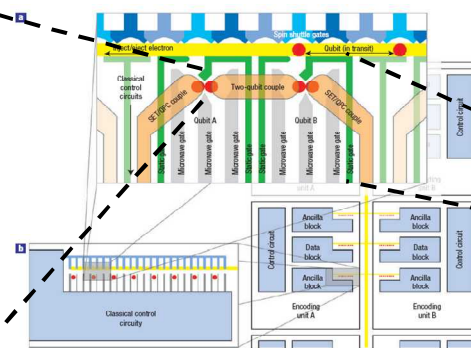 a
Spin shuttle gates
Inject/eject electron
Qubit (in transit)
Classical
control
circuits
SET/QPC couple
Two-qubit couple
SET/QPC couple
Qubit A
Qubit B
Static gate
Microwave gate
Microwave gate
Static gate
Static gate
Microwave gate
Microwave gate
Static gate
Control circuit
b
Classical control
circuity
Control circuit
Ancilla
block
Data
block
Ancilla
block
Encoding
unit A
Ancilla
block
Data
block
Ancilla
block
Control circuit
Encoding
unit B